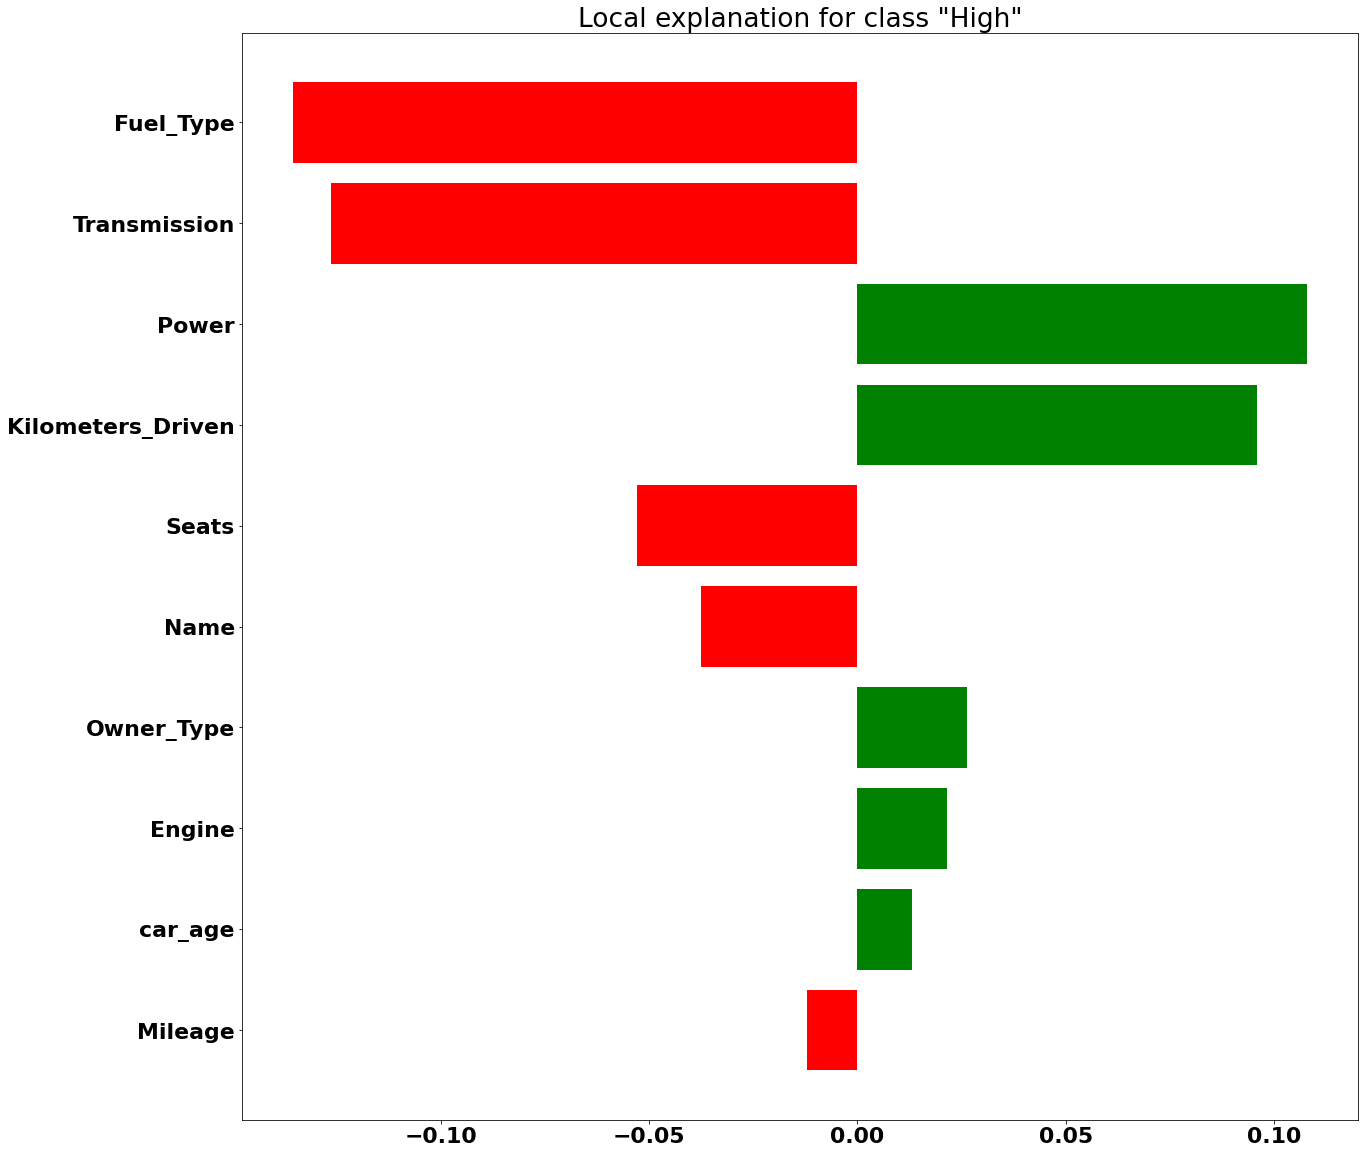 Local explanation for class "High"
Fuel_Type
Transmission
Power
Kilometers_Driven
Seats
Name
Owner_Type
Engine
car_age
Mileage
−0.10 −0.05 0.00 0.05 0.10